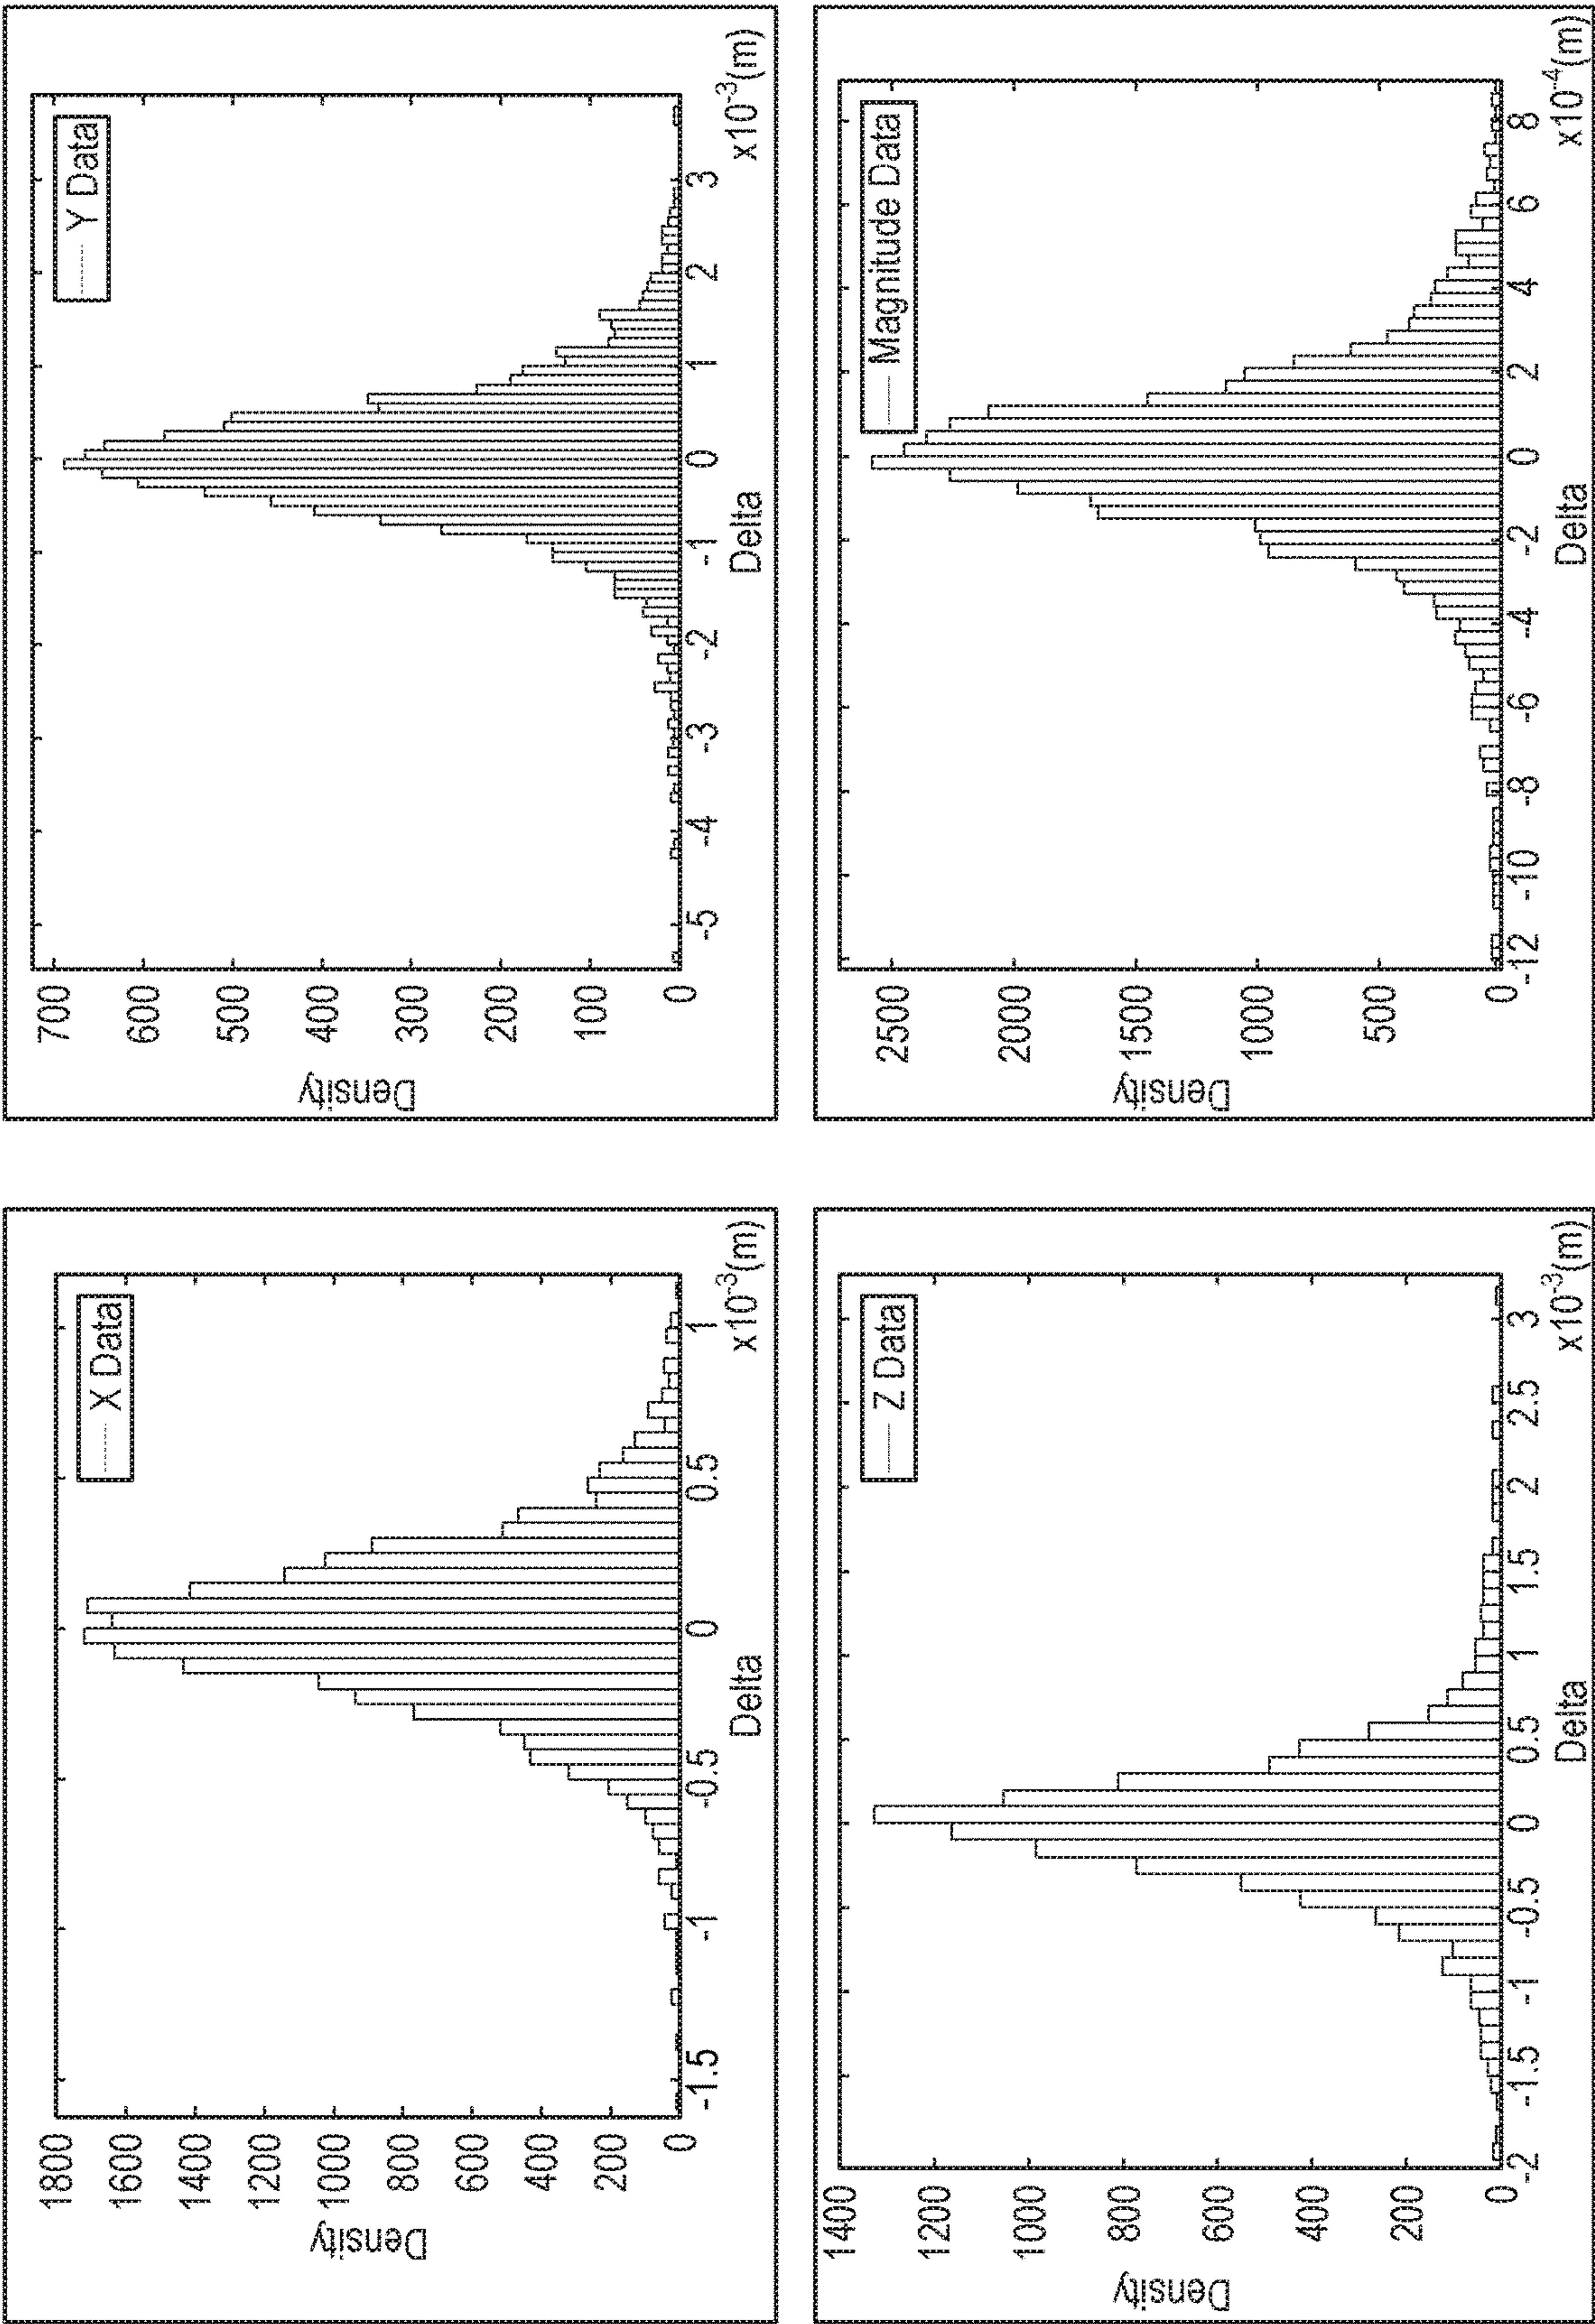 X Data
1800
1600
1400
1200
1000
800
600
400
200
0
Density
-1.5 -1 -0.5 0 0.5 1
Delta
x10-3(m)
Y Data
700
600
500
400
300
200
100
0
Density
-5 -4 -3 -2 -1 0 1 2 3
Delta
x10-3(m)
Z Data
1400
1200
1000
800
600
400
200
0
Density
-2 -1.5 -1 -0.5 0 0.5 1 1.5 2 2.5 3
Delta
x10-3(m)
Magnitude Data
2500
2000
1500
1000
500
0
Density
-12 -10 -8 -6 -4 -2 0 2 4 6 8
Delta
x10-4(m)